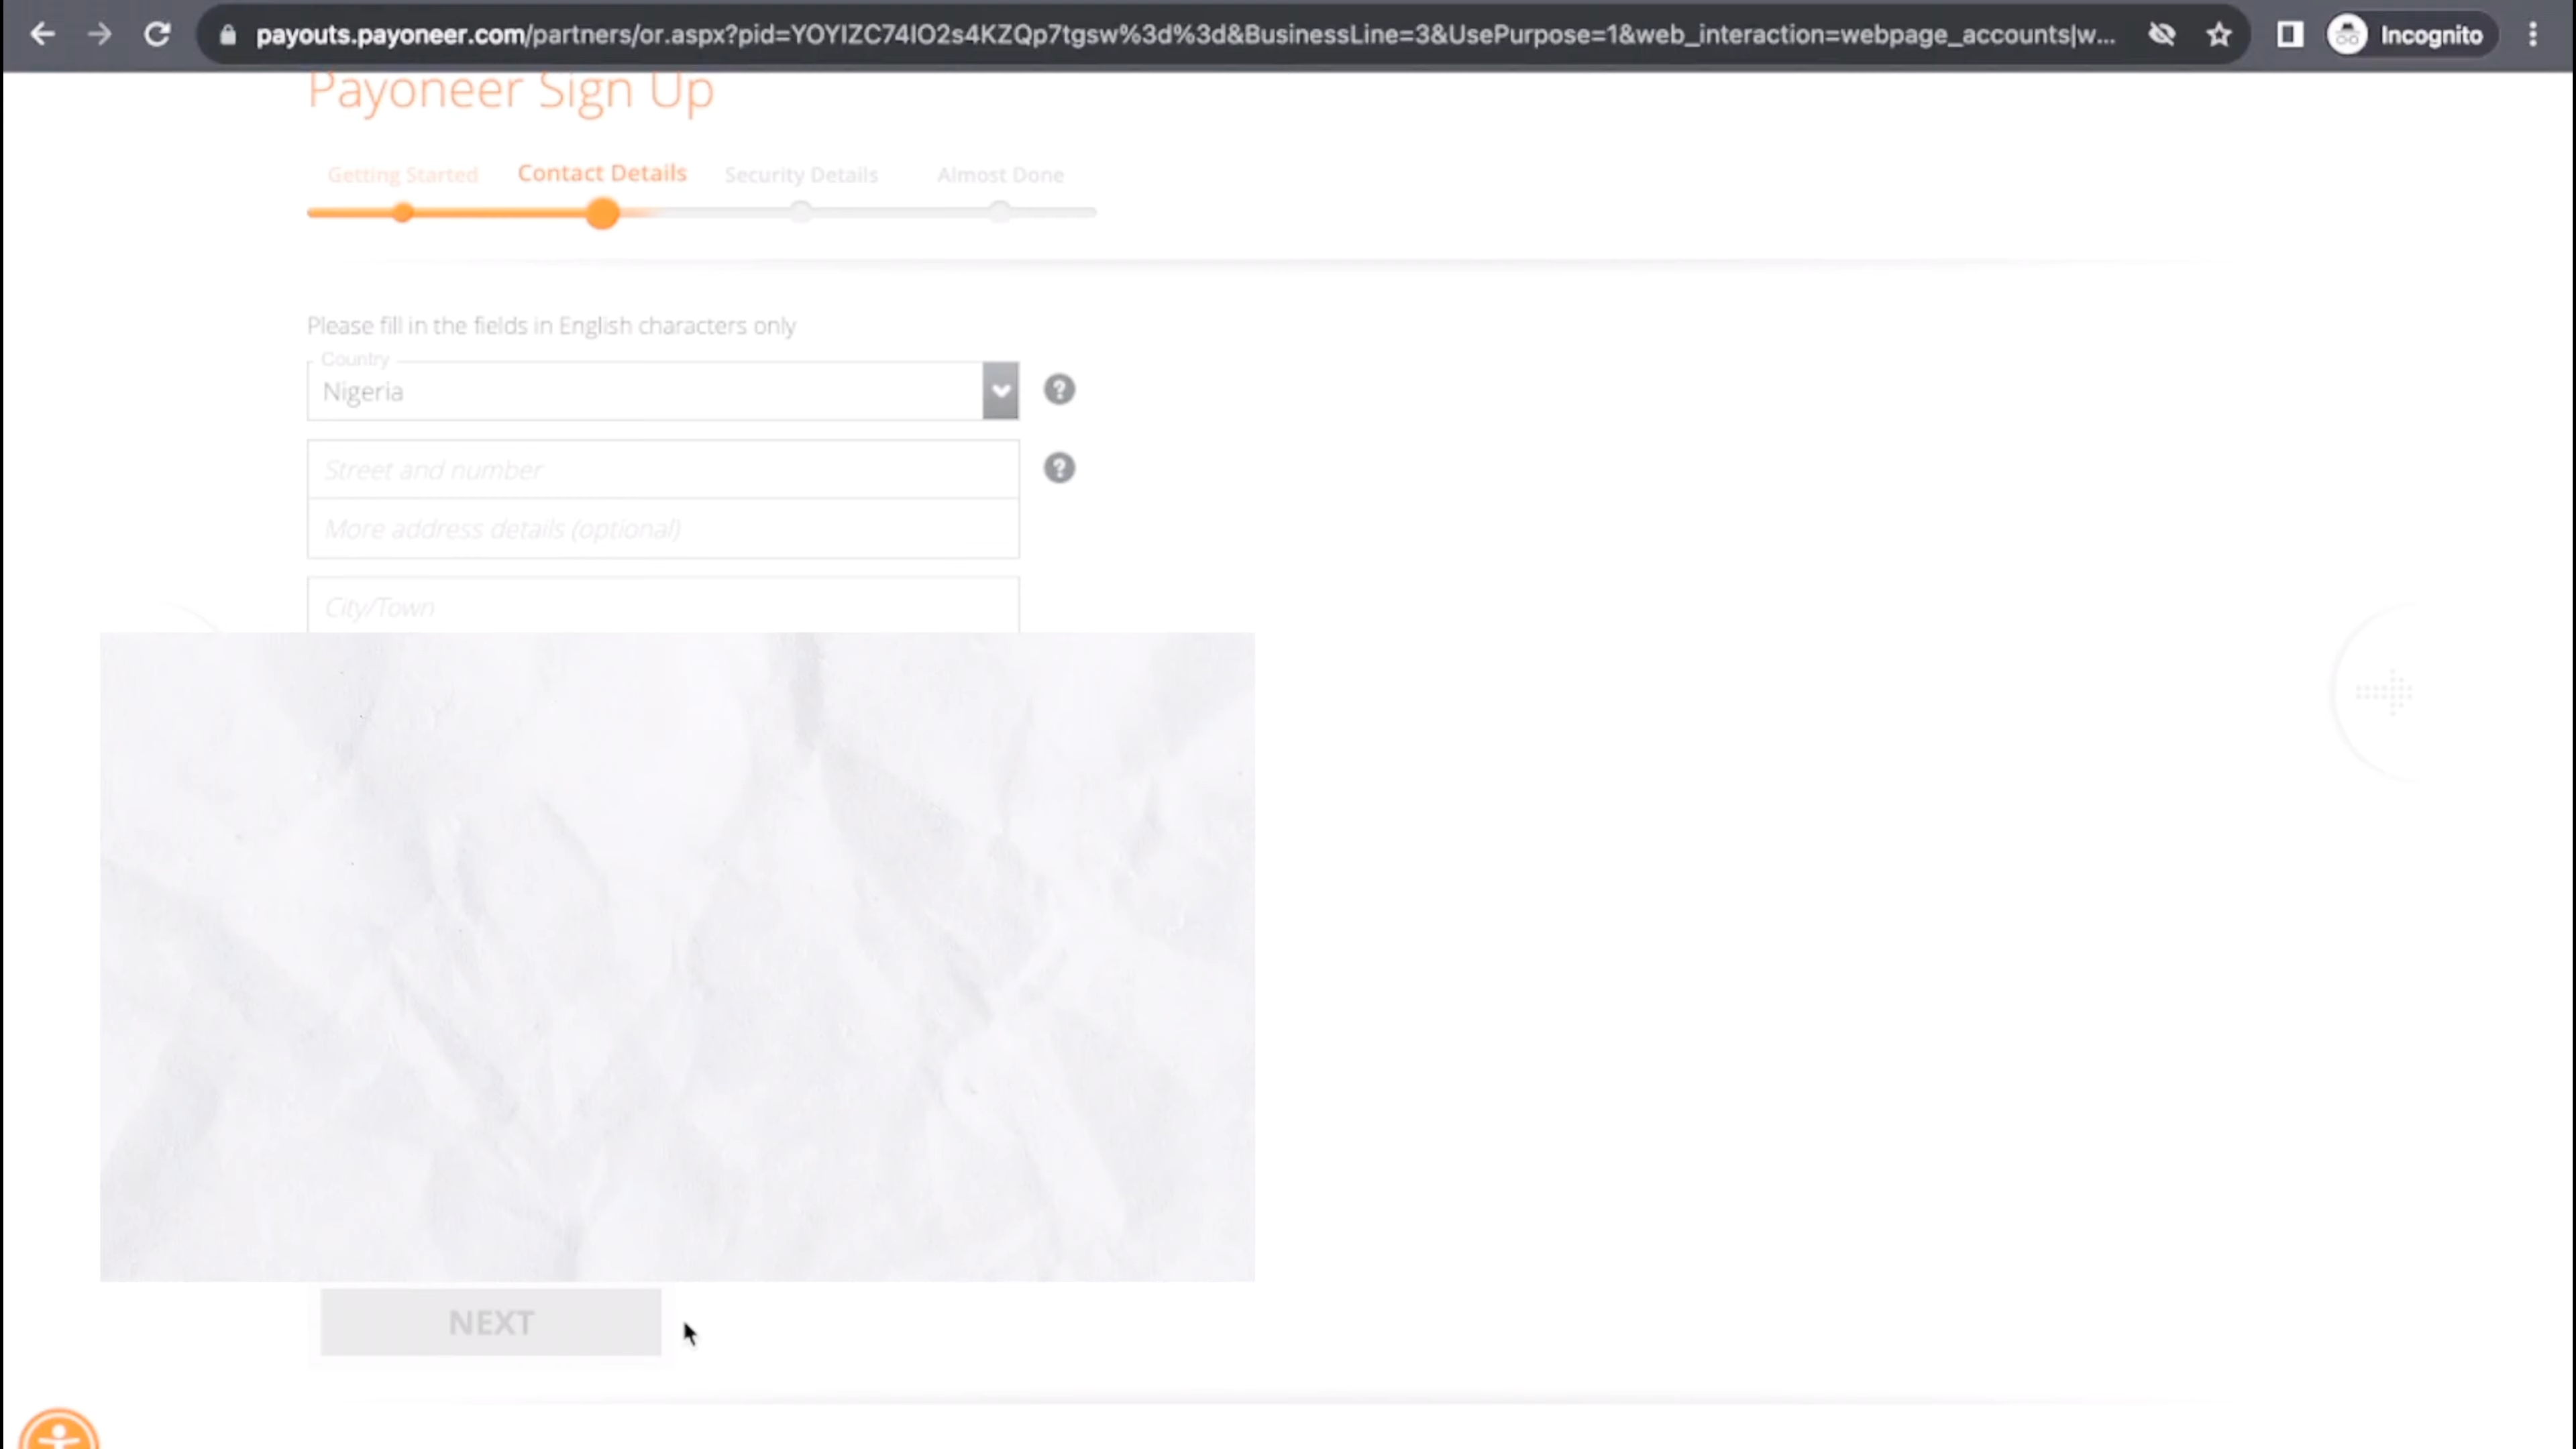 payouts.payoneer.com/partners/or.aspx?pid=YOYIZC74IO2s4KZQp7tgsw%3d%3d&BusinessLine=3&UsePurpose=1&web_interaction=webpage_accounts|w...
Incognito
Payoneer Sign Up
Getting Started
Contact Details
Security Details
Almost Done
Please fill in the fields in English characters only
Country
Nigeria
?
Street and number
?
More address details (optional)
City/Town
NEXT